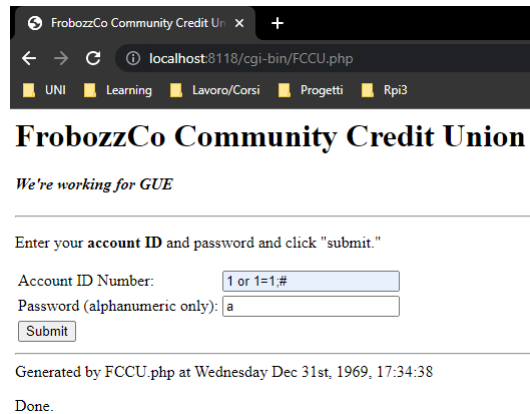 FrobozzCo Community Credit Un
localhost:8118/cgi-bin/FCCU.php
UNI Learning Lavoro/Corsi Progetti Rpi3
FrobozzCo Community Credit Union
We're working for GUE
Enter your account ID and password and click "submit."
Account ID Number: 1 or 1=1;#
Password (alphanumeric only): a
Submit
Generated by FCCU.php at Wednesday Dec 31st, 1969, 17:34:38
Done.